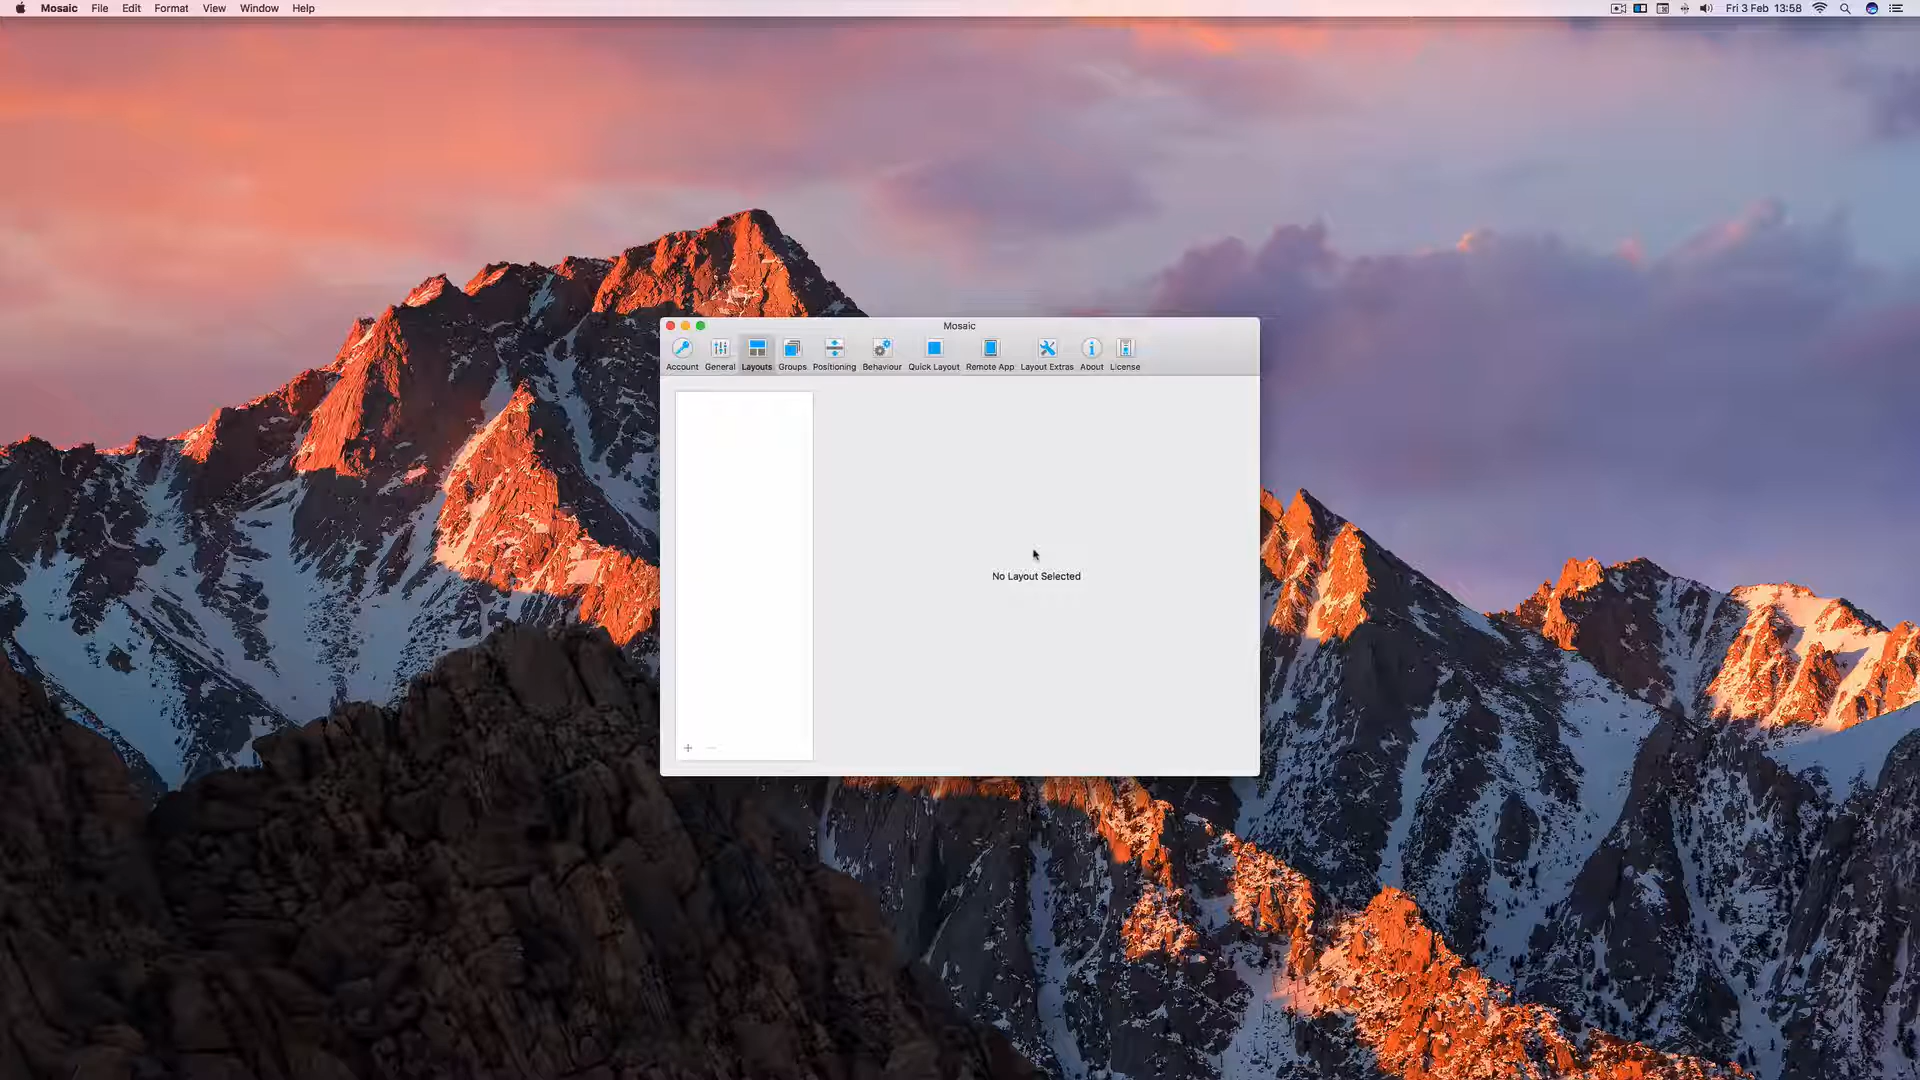 Mosaic File Edit Format View Window Help
Fri 3 Feb 13:58
Mosaic
Account General Layouts Groups Positioning Behaviour Quick Layout Remote App Layout Extras About License
No Layout Selected